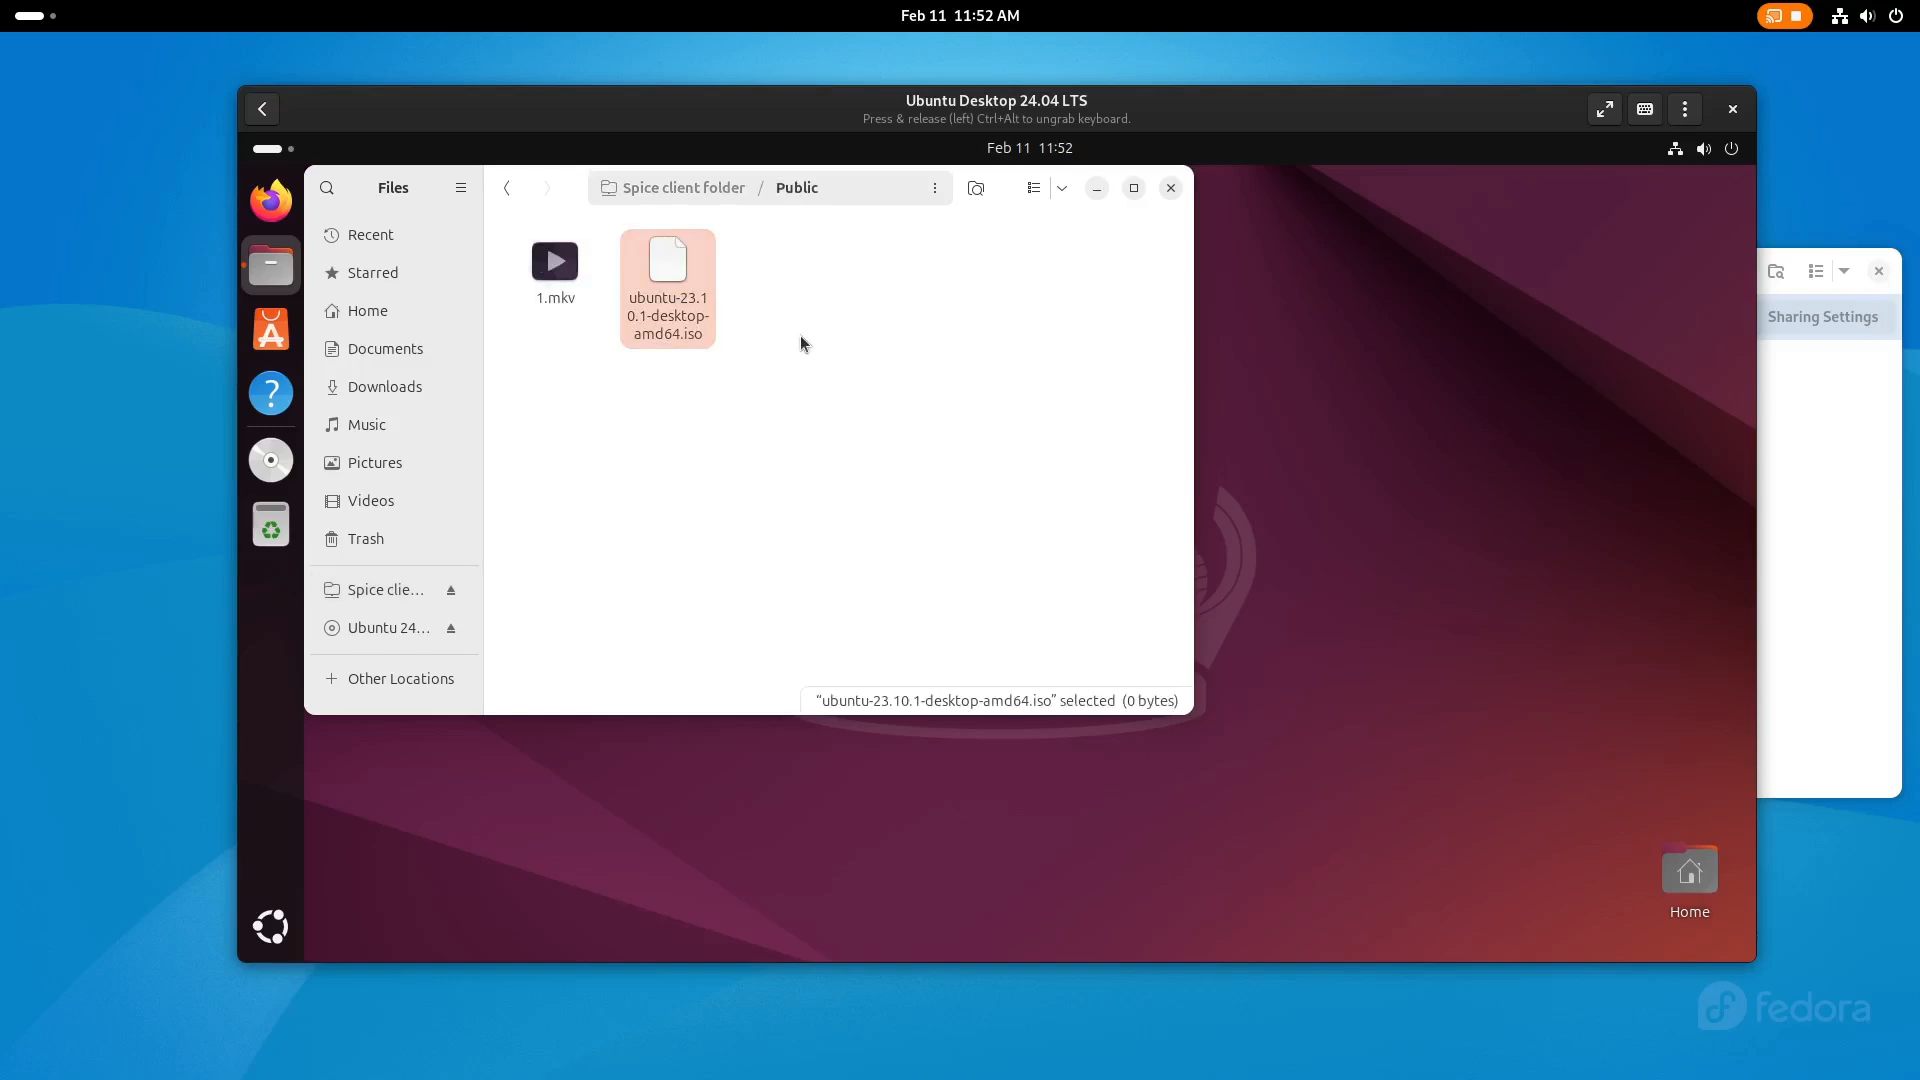 Feb 11 11:52 AM
Ubuntu Desktop 24.04 LTS
Press & release (left) Ctrl+Alt to ungrab keyboard.
Feb 11 11:52
Files
Spice client folder / Public
Recent
Starred
Home
Documents
Downloads
Music
Pictures
Videos
Trash
Spice clie…
Ubuntu 24…
Other Locations
1.mkv
ubuntu-23.1
0.1-desktop-
amd64.iso
“ubuntu-23.10.1-desktop-amd64.iso” selected (0 bytes)
Sharing Settings
Home
fedora